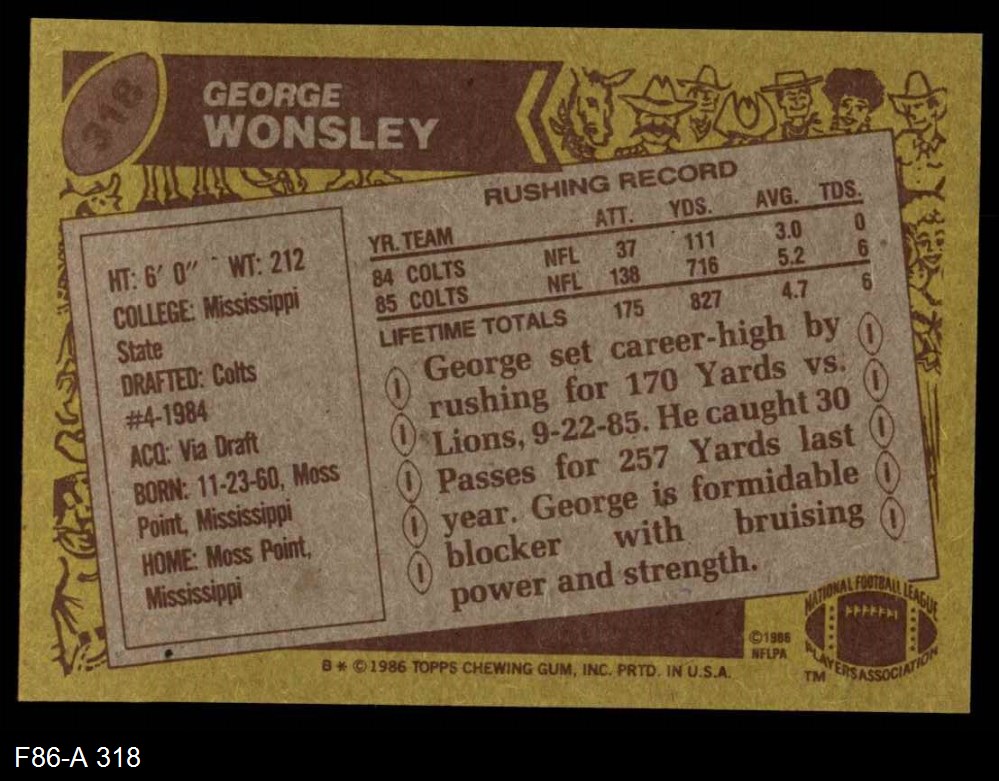 318
GEORGE
WONSLEY
RUSHING RECORD
YR. TEAM ATT. YDS. AVG. TDS.
84 COLTS NFL 37 111 3.0 0
85 COLTS NFL 138 716 5.2 6
LIFETIME TOTALS 175 827 4.7 6
HT: 6' 0" WT: 212
COLLEGE: Mississippi
State
DRAFTED: Colts
#4-1984
ACQ: Via Draft
BORN: 11-23-60, Moss
Point, Mississippi
HOME: Moss Point,
Mississippi
George set career-high by
rushing for 170 Yards vs.
Lions, 9-22-85. He caught 30
Passes for 257 Yards last
year. George is formidable
blocker with bruising
power and strength.
©1986
NFLPA
NATIONAL FOOTBALL LEAGUE
PLAYERS ASSOCIATION
TM
B * © 1986 TOPPS CHEWING GUM, INC. PRTD. IN U.S.A.
F86-A 318